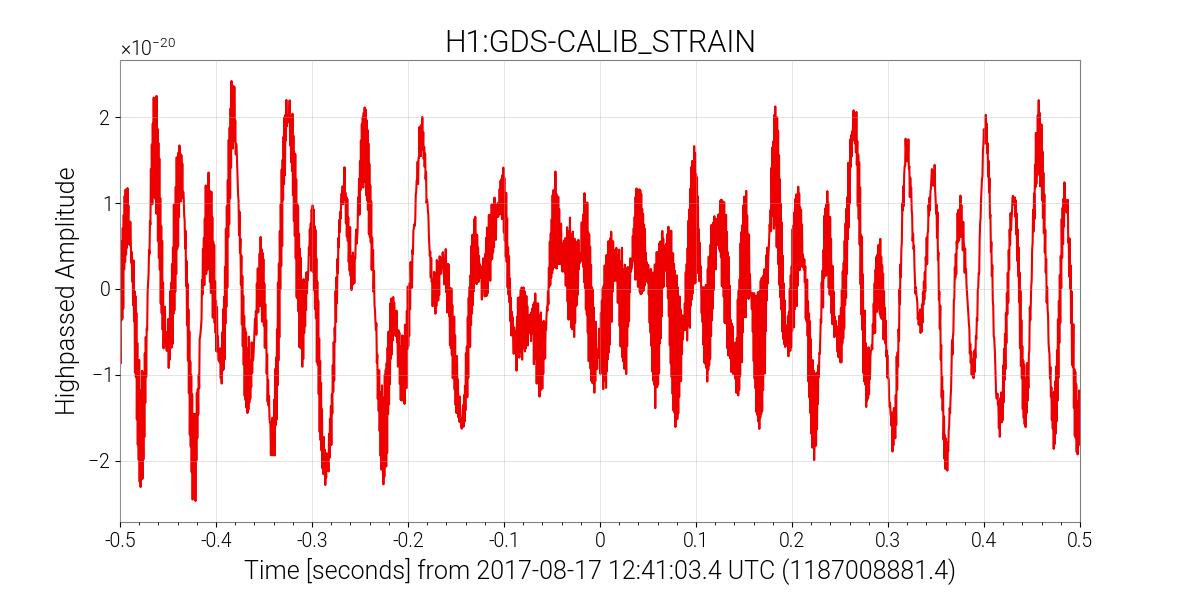 H1:GDS-CALIB_STRAIN
×10⁻²⁰
Highpassed Amplitude
2
1
0
−1
−2
-0.5 -0.4 -0.3 -0.2 -0.1 0 0.1 0.2 0.3 0.4 0.5
Time [seconds] from 2017-08-17 12:41:03.4 UTC (1187008881.4)